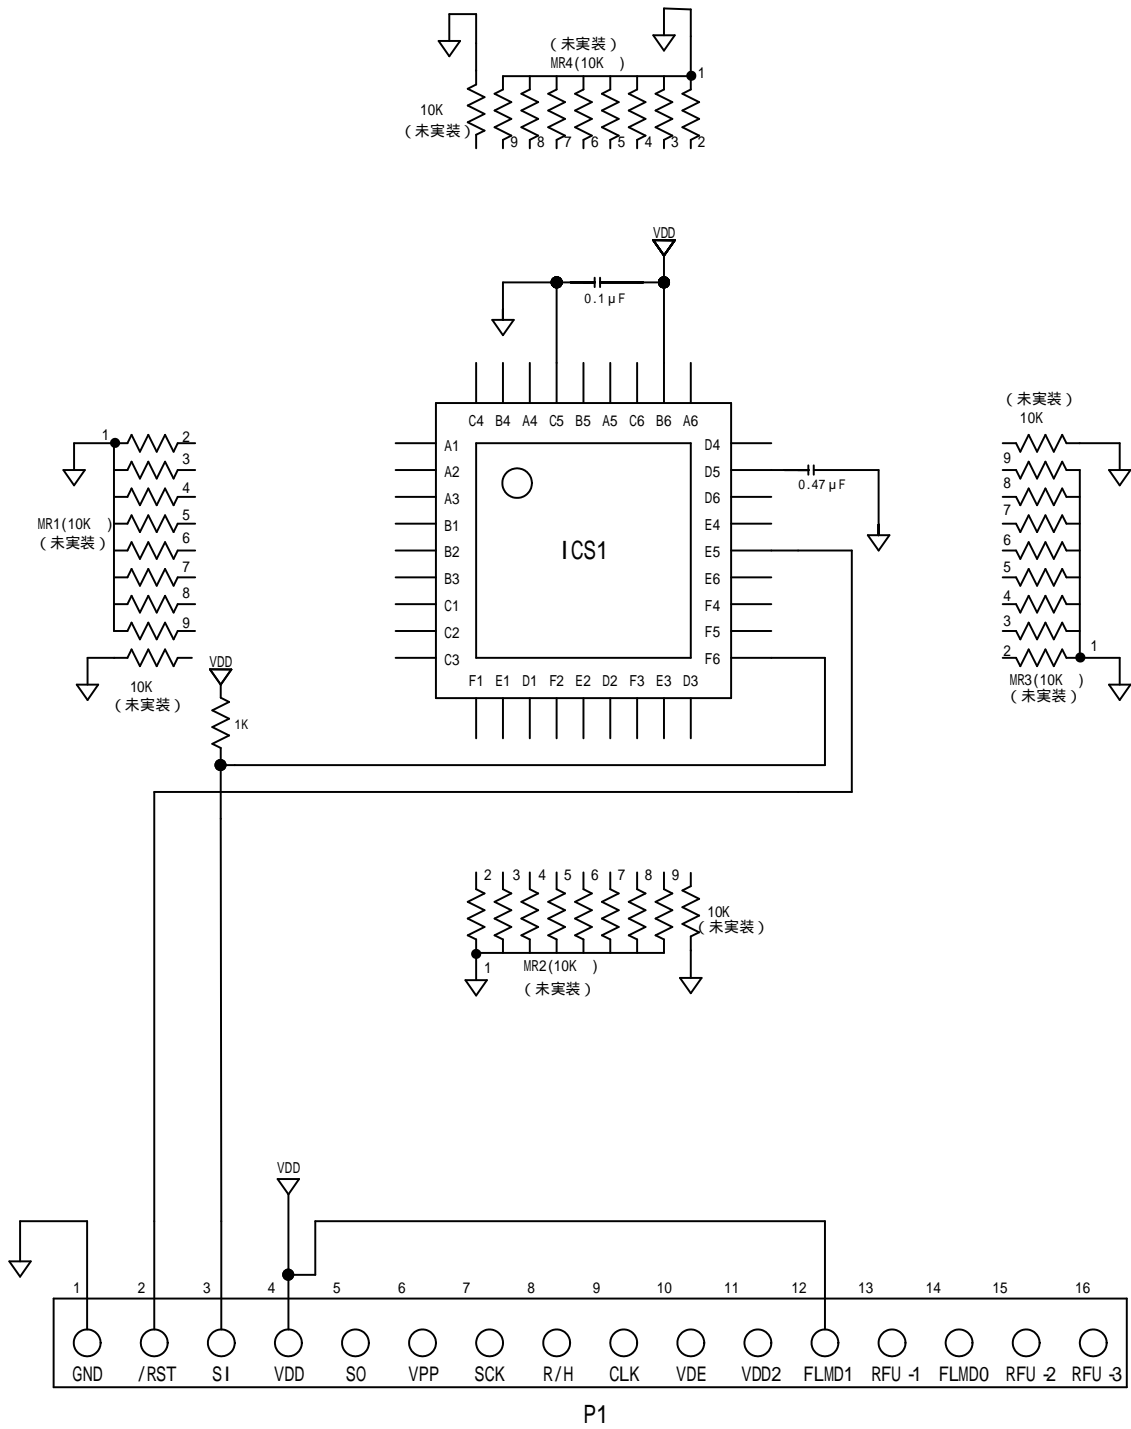 (未実装)
MR4(10K )
1
10K
(未実装)
9 8 7 6 5 4 3 2
VDD
0.1μF
C4 B4 A4 C5 B5 A5 C6 B6 A6
A1
A2
A3
B1
B2
B3
C1
C2
C3
D4
D5
D6
E4
E5
E6
F4
F5
F6
F1 E1 D1 F2 E2 D2 F3 E3 D3
ICS1
0.47μF
1
2
3
4
5
6
7
8
9
MR1(10K )
(未実装)
10K
(未実装)
VDD
1K
(未実装)
10K
9
8
7
6
5
4
3
2
1
MR3(10K )
(未実装)
2 3 4 5 6 7 8 9
10K
(未実装)
1
MR2(10K )
(未実装)
VDD
1 2 3 4 5 6 7 8 9 10 11 12 13 14 15 16
GND /RST SI VDD SO VPP SCK R/H CLK VDE VDD2 FLMD1 RFU-1 FLMD0 RFU-2 RFU-3
P1